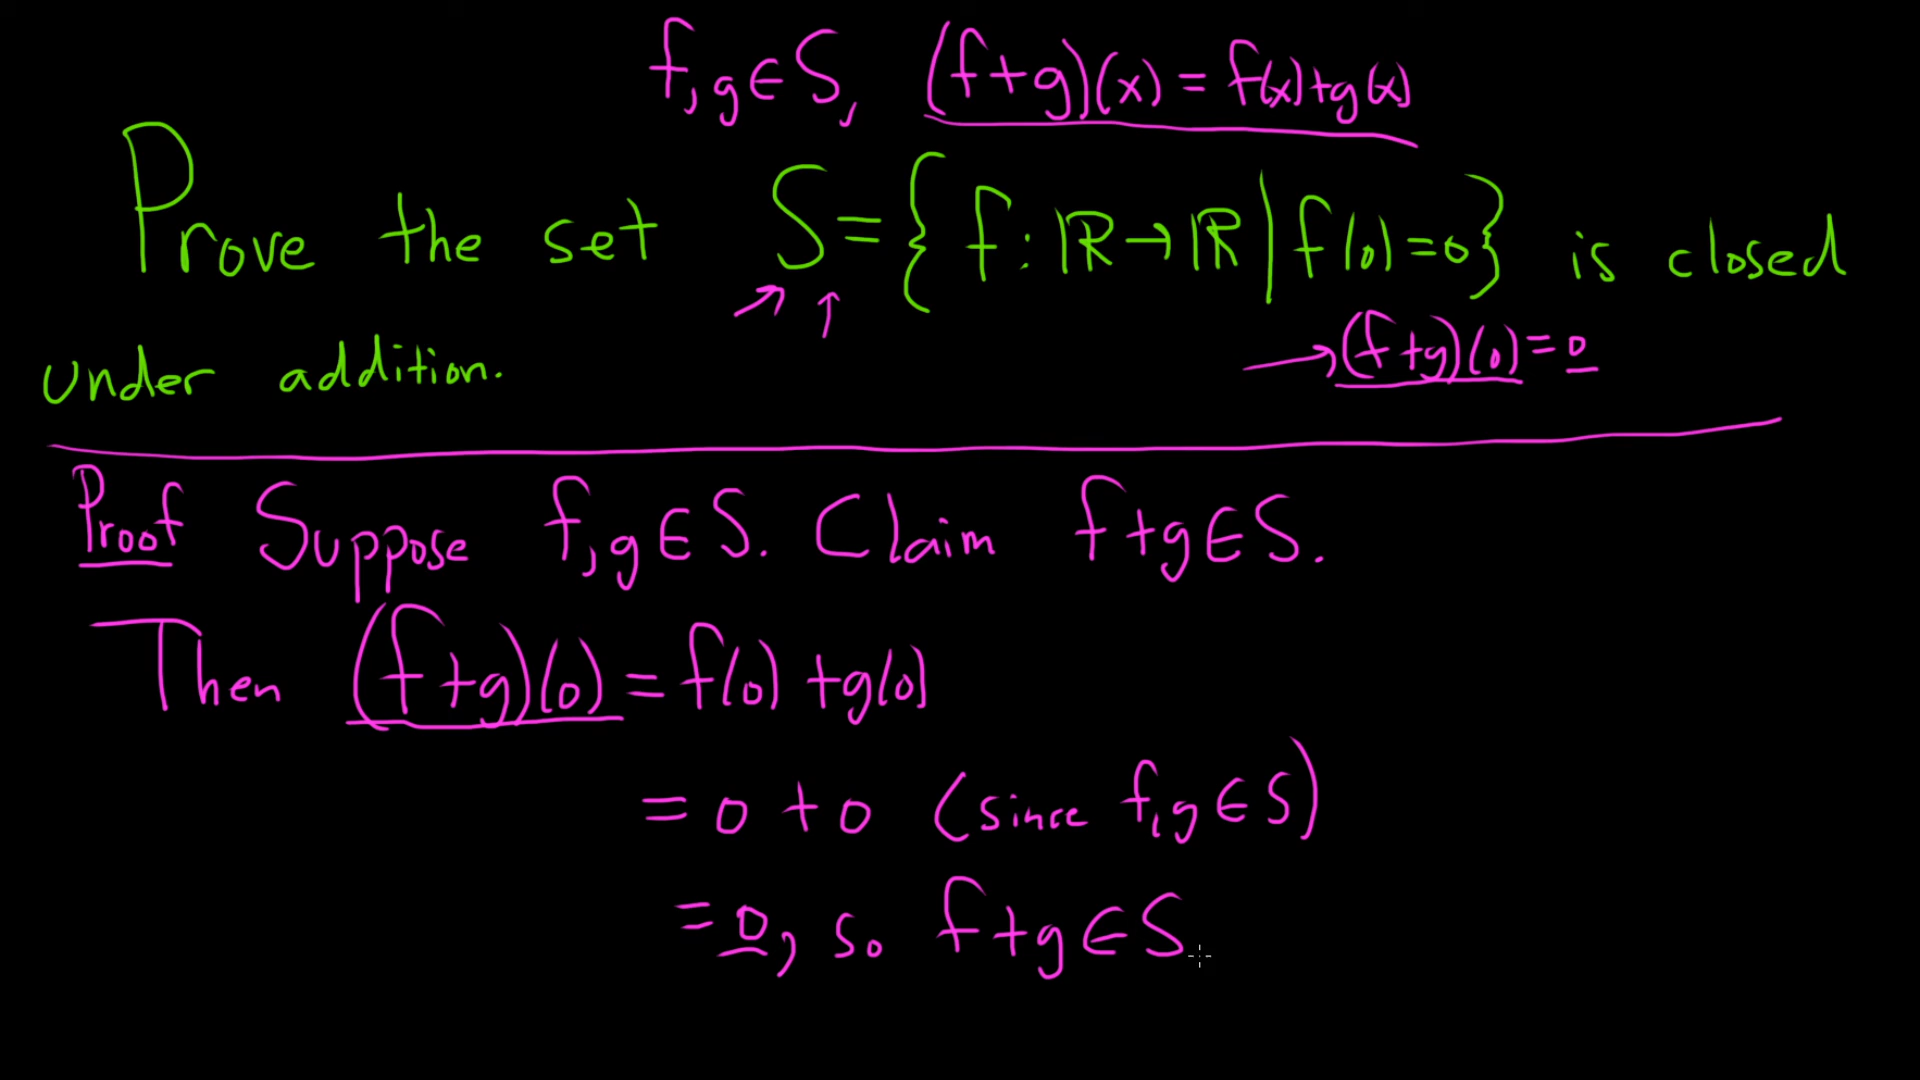 f,g∈S, (f+g)(x) = f(x)+g(x)
Prove the set S={f:ℝ→ℝ|f(0)=0} is closed
under addition.
→(f+g)(0)=0
Proof Suppose f,g∈S. Claim f+g∈S.
Then (f+g)(0)=f(0)+g(0)
=0+0 (since f,g∈S)
=0, so f+g∈S